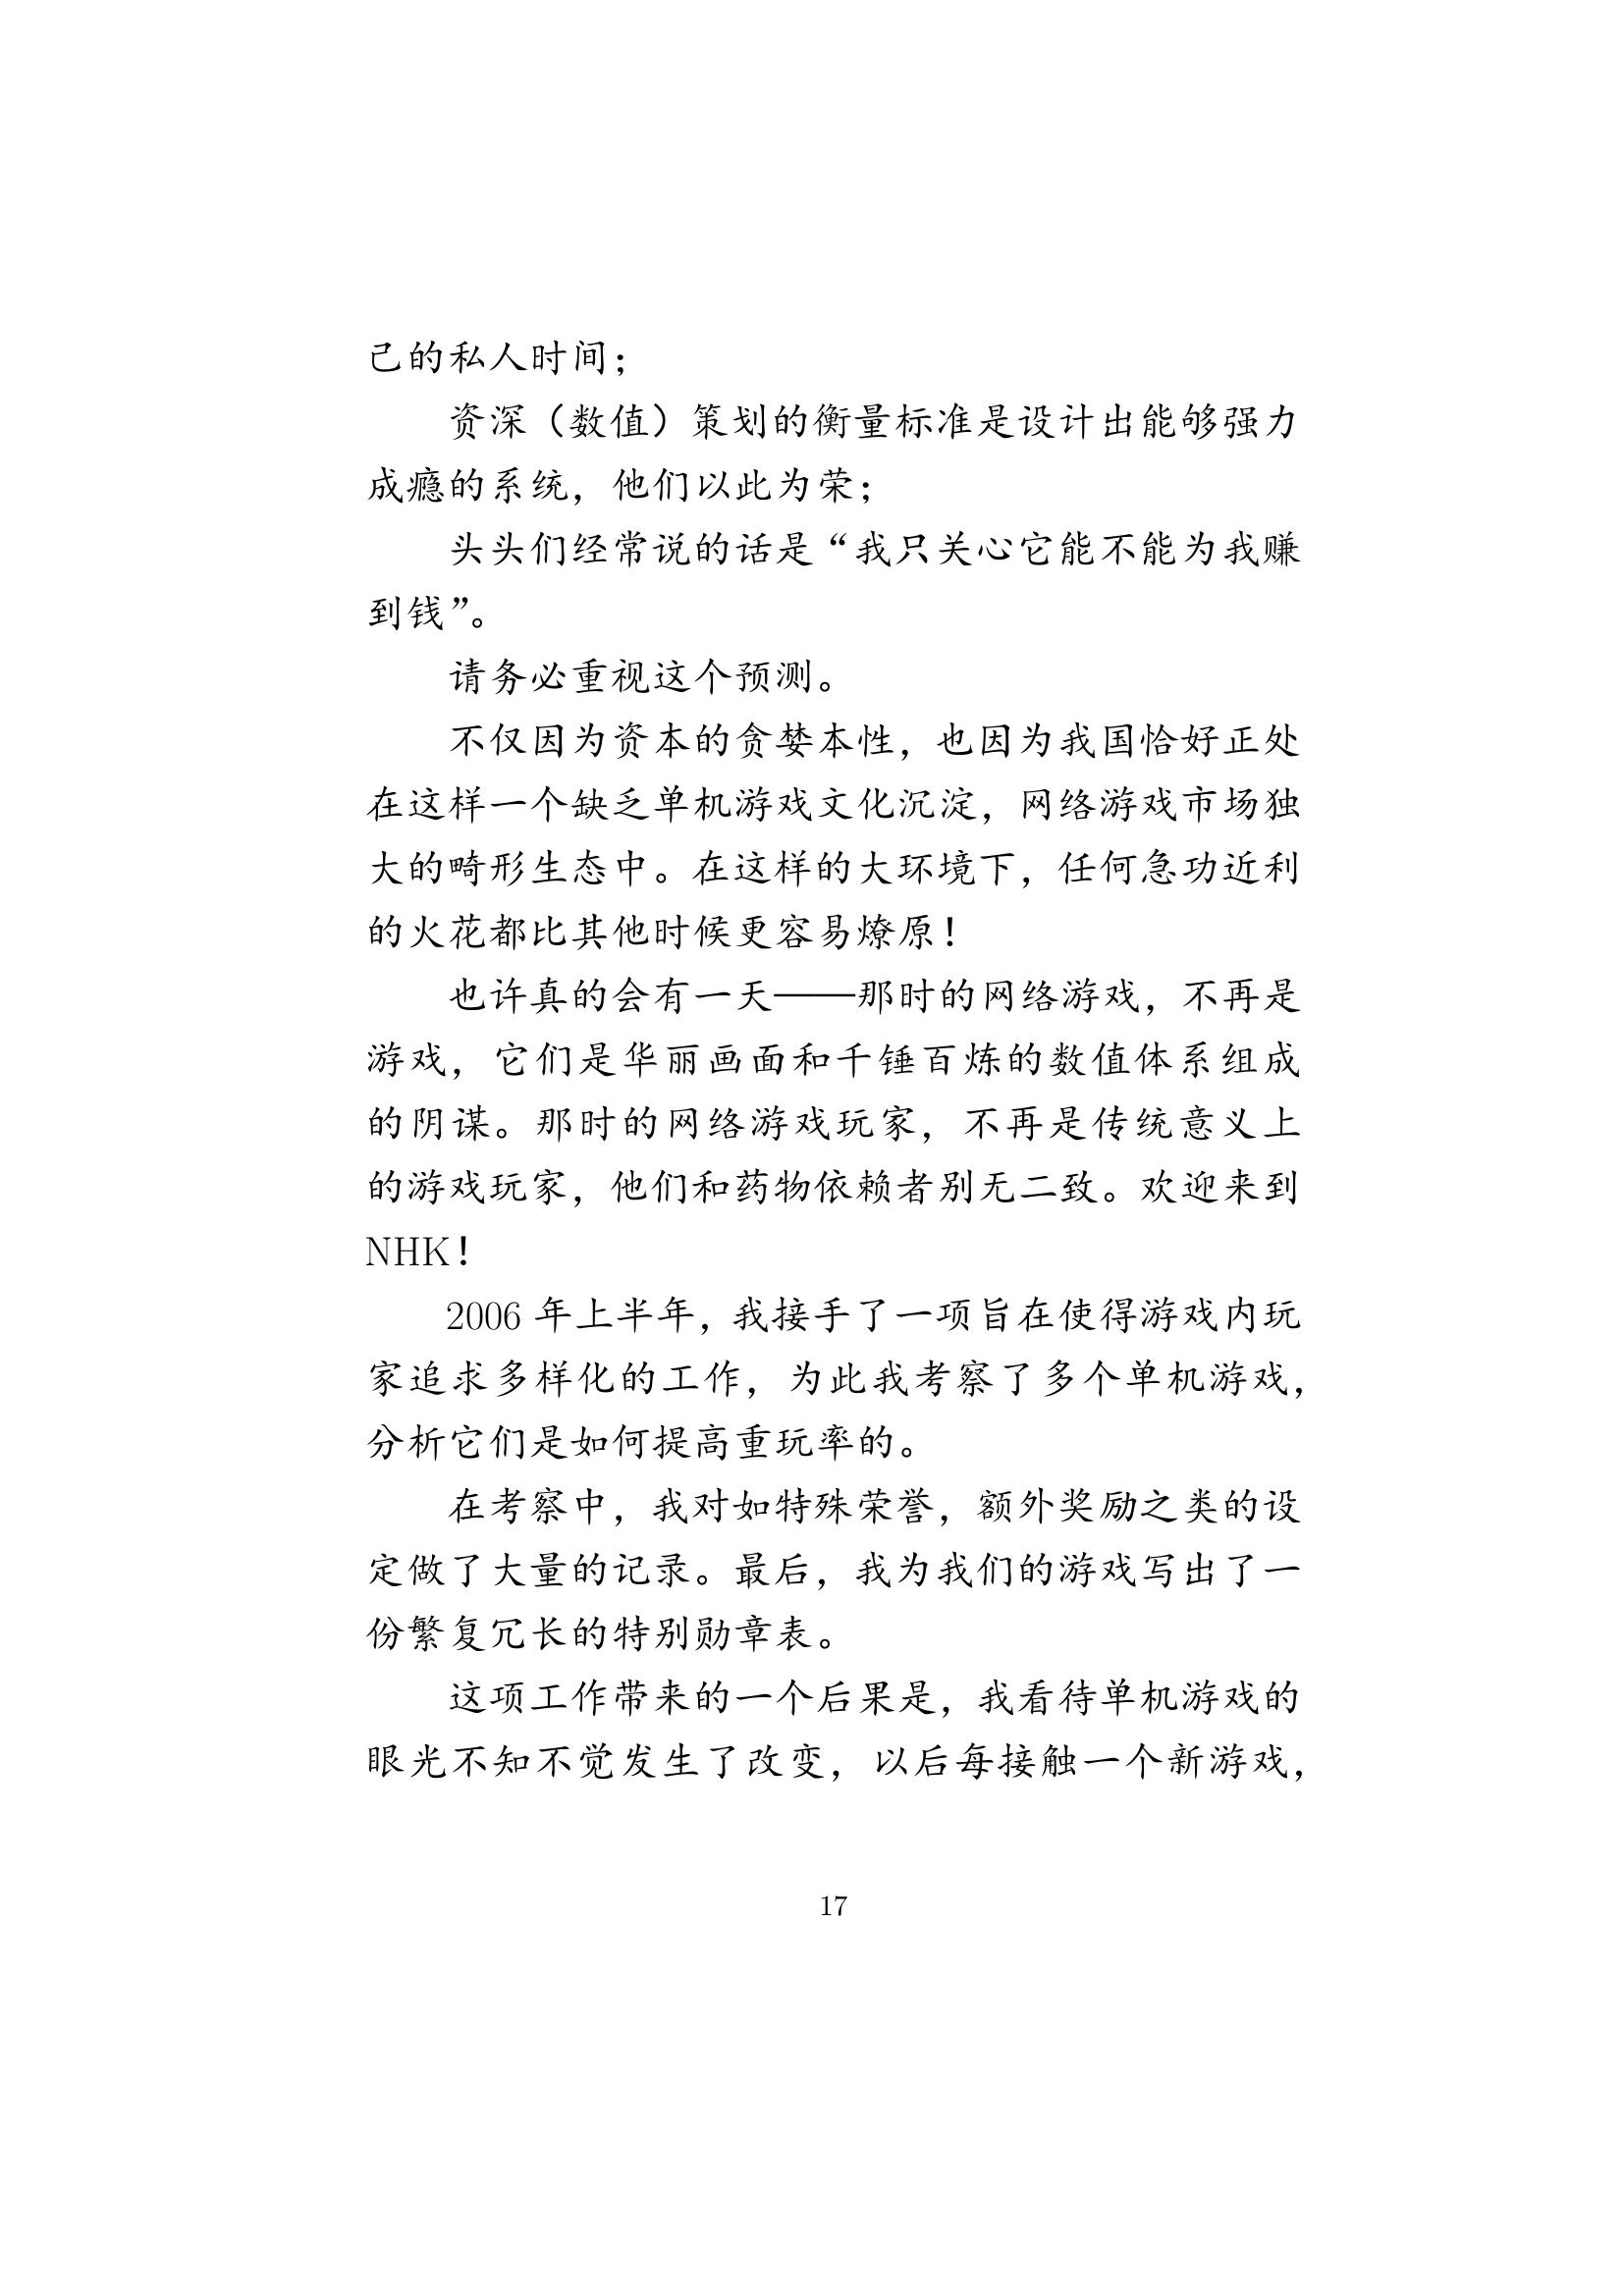 己的私人时间；
资深（数值）策划的衡量标准是设计出能够强力
成瘾的系统，他们以此为荣；
头头们经常说的话是“我只关心它能不能为我赚
到钱”。
请务必重视这个预测。
不仅因为资本的贪婪本性，也因为我国恰好正处
在这样一个缺乏单机游戏文化沉淀，网络游戏市场独
大的畸形生态中。在这样的大环境下，任何急功近利
的火花都比其他时候更容易燎原！
也许真的会有一天——那时的网络游戏，不再是
游戏，它们是华丽画面和千锤百炼的数值体系组成
的阴谋。那时的网络游戏玩家，不再是传统意义上
的游戏玩家，他们和药物依赖者别无二致。欢迎来到
NHK！
2006 年上半年，我接手了一项旨在使得游戏内玩
家追求多样化的工作，为此我考察了多个单机游戏，
分析它们是如何提高重玩率的。
在考察中，我对如特殊荣誉，额外奖励之类的设
定做了大量的记录。最后，我为我们的游戏写出了一
份繁复冗长的特别勋章表。
这项工作带来的一个后果是，我看待单机游戏的
眼光不知不觉发生了改变，以后每接触一个新游戏，
17